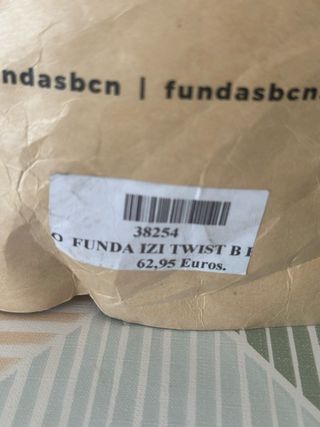 ndasbcn | fundasbcn
38254
O FUNDA IZI TWIST B
62,95 Euros.